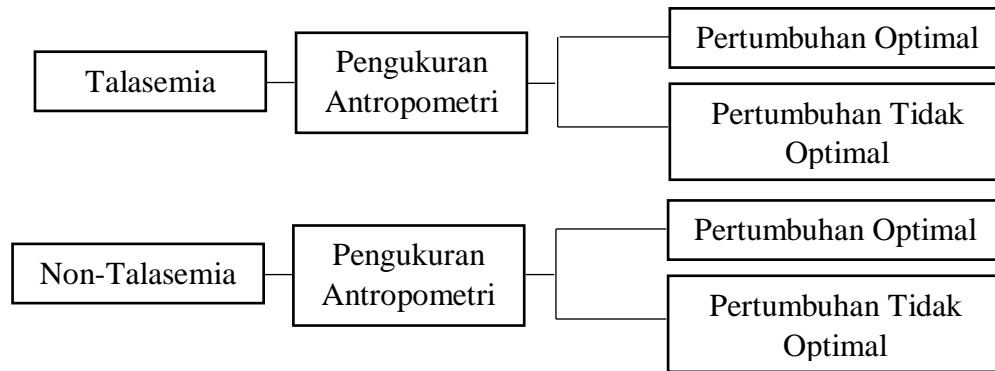 Talasemia
Pengukuran
Antropometri
Pertumbuhan Optimal
Pertumbuhan Tidak
Optimal
Non-Talasemia
Pengukuran
Antropometri
Pertumbuhan Optimal
Pertumbuhan Tidak
Optimal